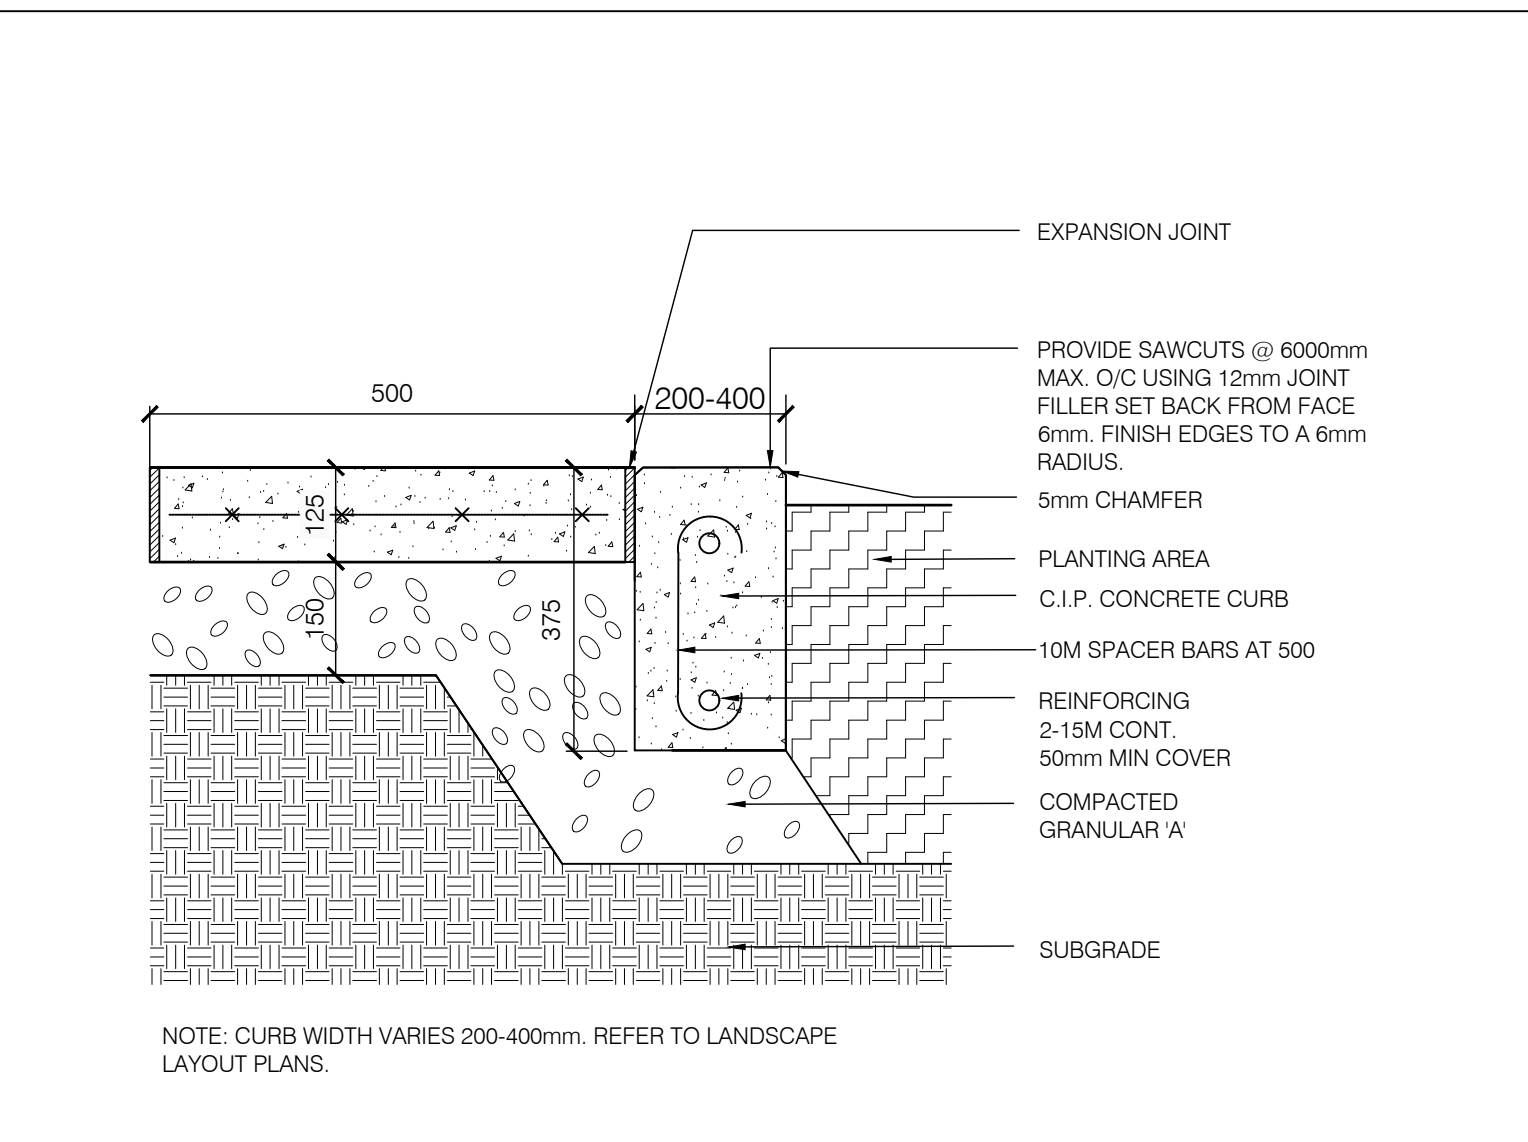 EXPANSION JOINT
PROVIDE SAWCUTS @ 6000mm
MAX. O/C USING 12mm JOINT
FILLER SET BACK FROM FACE
6mm. FINISH EDGES TO A 6mm
RADIUS.
500
200-400
5mm CHAMFER
125
PLANTING AREA
C.I.P. CONCRETE CURB
150
375
10M SPACER BARS AT 500
REINFORCING
2-15M CONT.
50mm MIN COVER
COMPACTED
GRANULAR 'A'
SUBGRADE
NOTE: CURB WIDTH VARIES 200-400mm. REFER TO LANDSCAPE
LAYOUT PLANS.